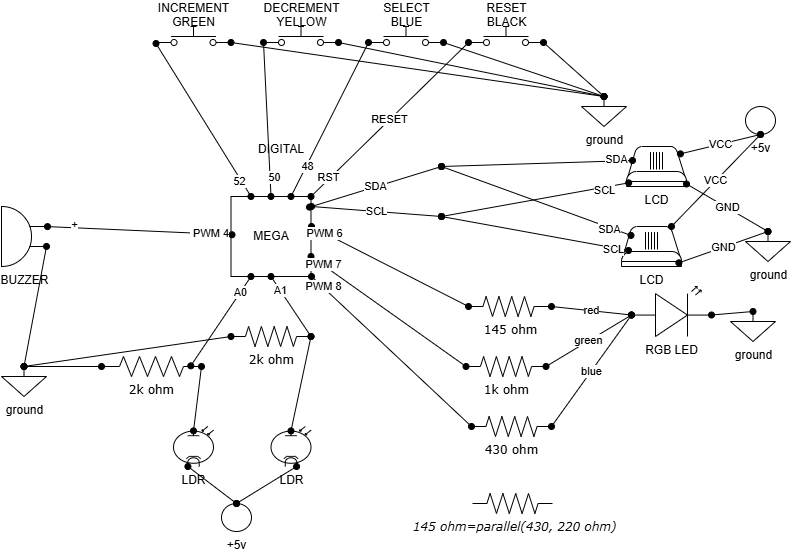 INCREMENT
GREEN
DECREMENT
YELLOW
SELECT
BLUE
RESET
BLACK
RESET
ground
DIGITAL
52
50
48
RST
+5v
VCC
VCC
SDA
SCL
SDA
SCL
LCD
GND
SDA
SCL
GND
LCD
ground
+
PWM 4
MEGA
PWM 6
PWM 7
PWM 8
BUZZER
A0
A1
145 ohm
red
green
blue
RGB LED
ground
1k ohm
430 ohm
2k ohm
2k ohm
ground
LDR
LDR
+5v
145 ohm=parallel(430, 220 ohm)